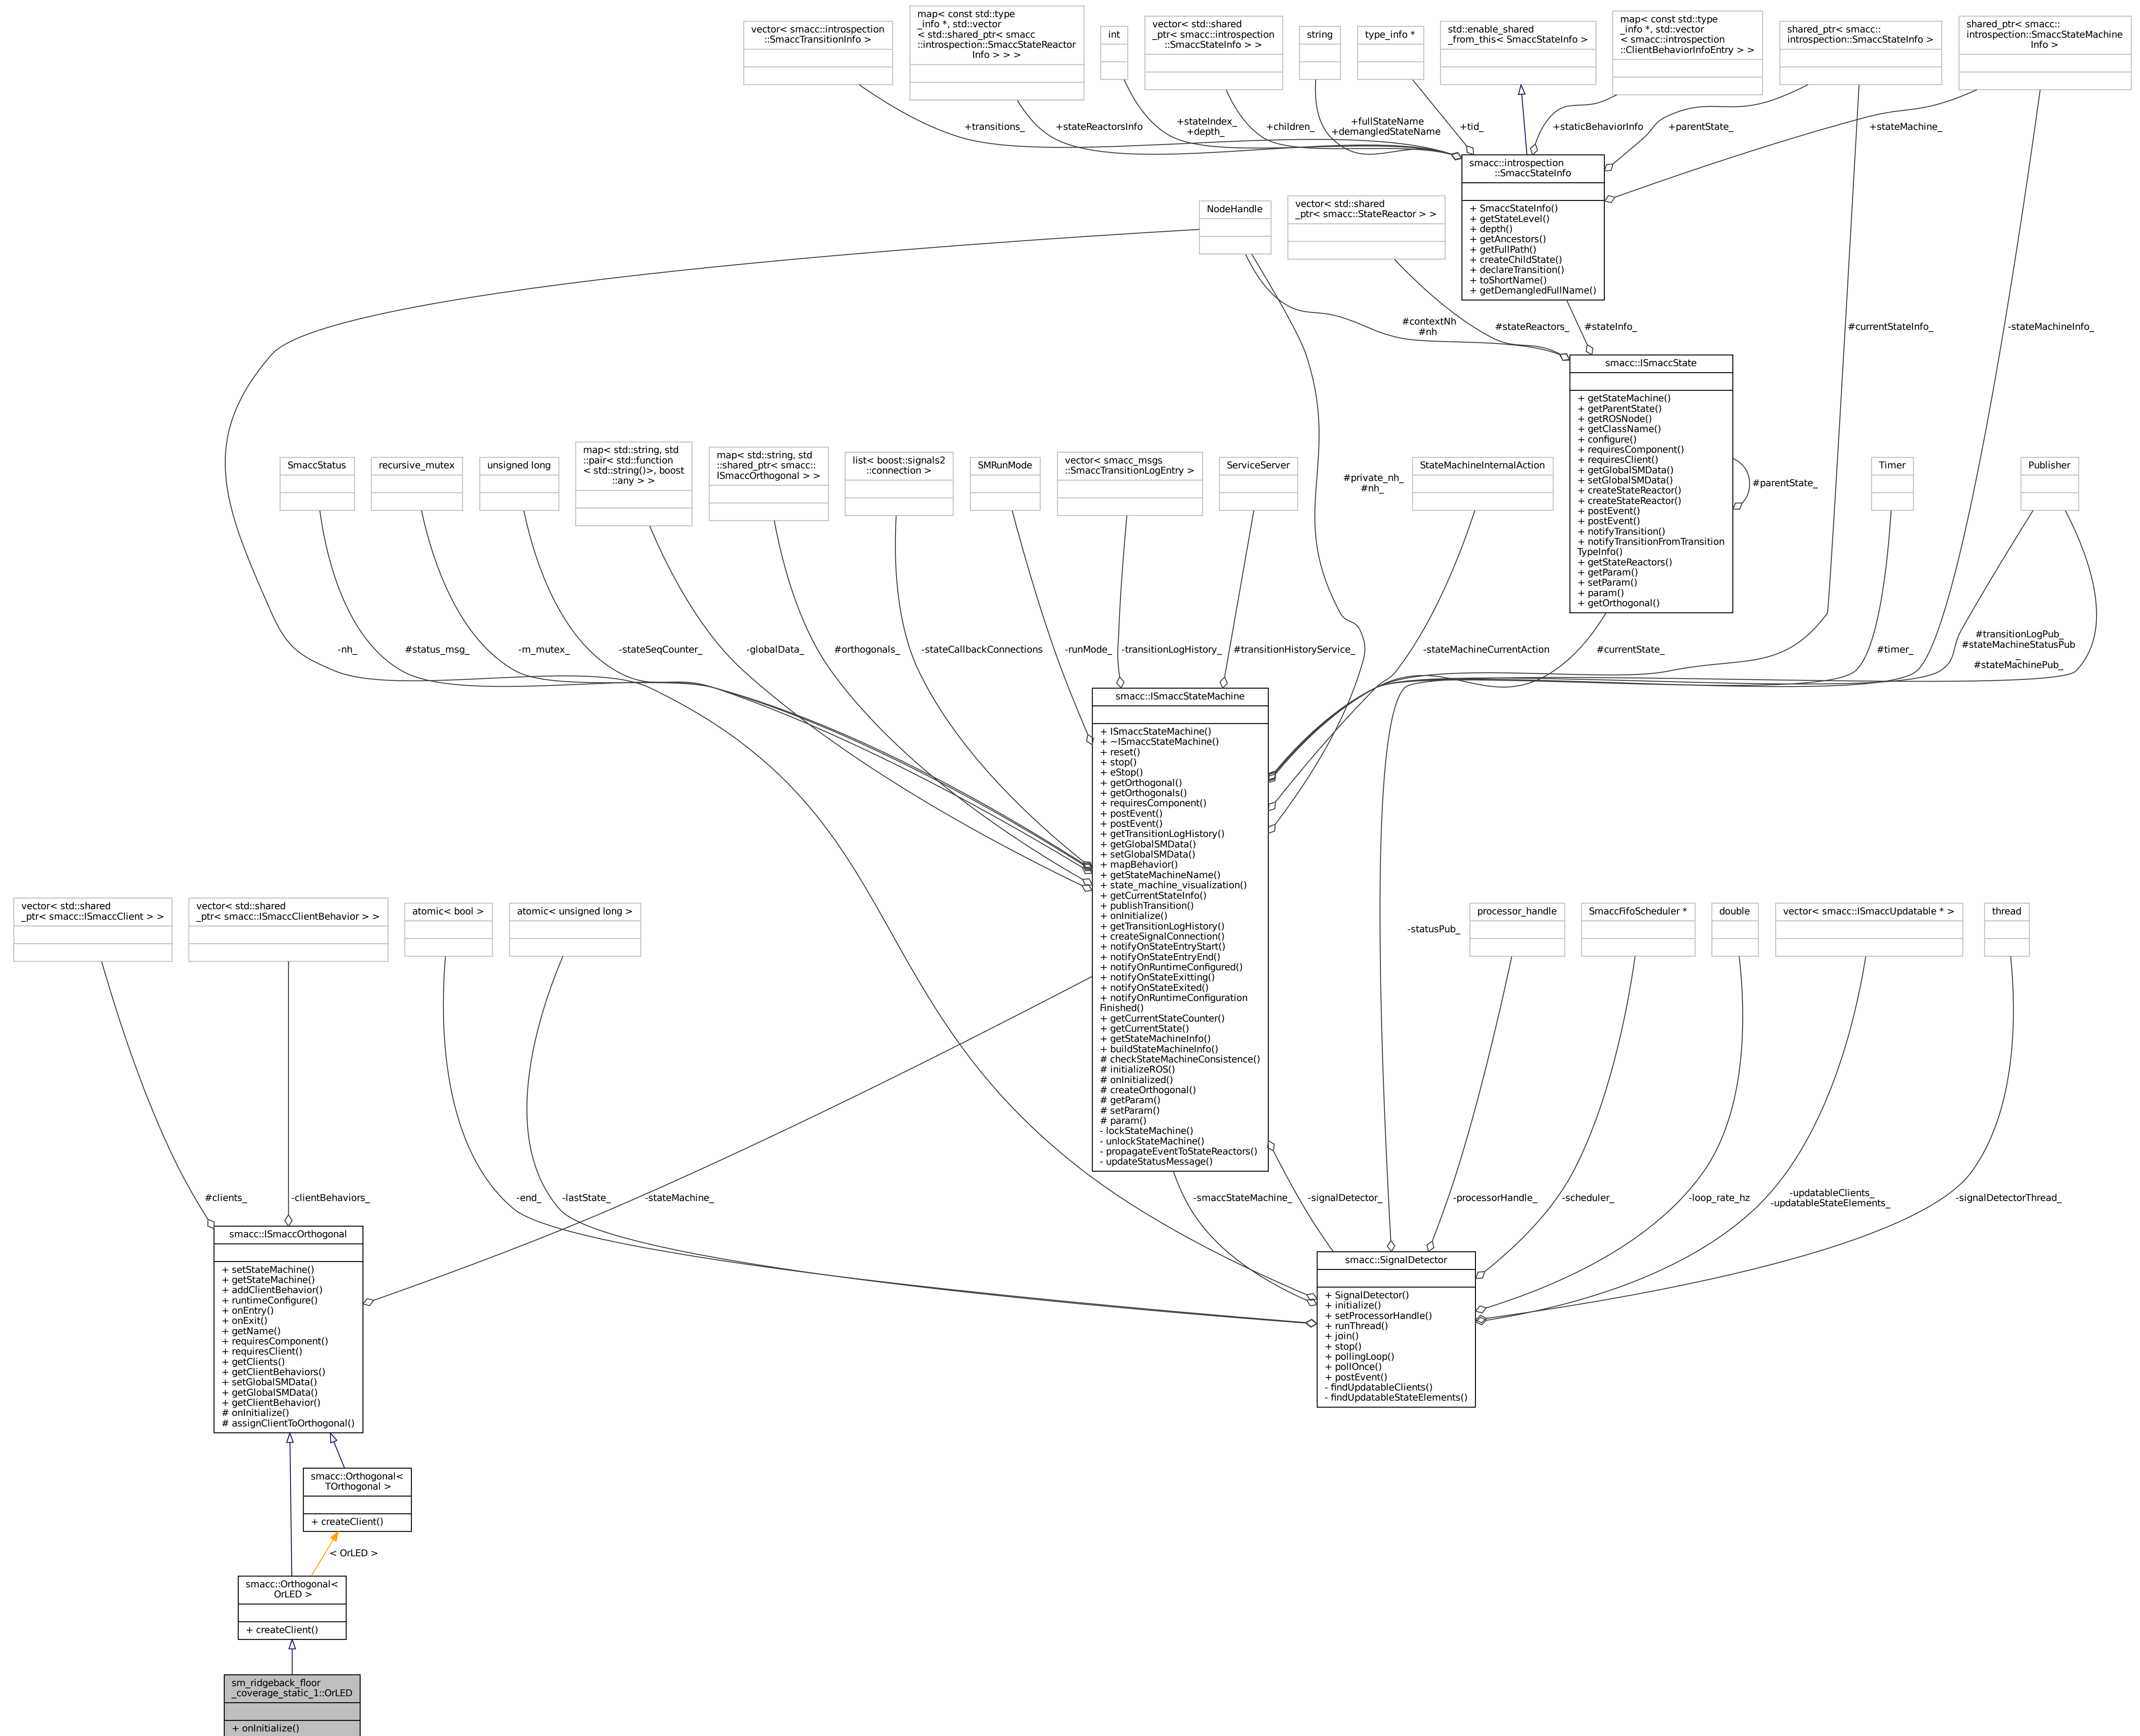 vector< smacc::introspection
::SmaccTransitionInfo >
map< const std::type
_info *, std::vector
< std::shared_ptr< smacc
::introspection::SmaccStateReactor
Info > > >
int
vector< std::shared
_ptr< smacc::introspection
::SmaccStateInfo > >
string
type_info *
std::enable_shared
_from_this< SmaccStateInfo >
map< const std::type
_info *, std::vector
< smacc::introspection
::ClientBehaviorInfoEntry > >
shared_ptr< smacc::
introspection::SmaccStateInfo >
shared_ptr< smacc::
introspection::SmaccStateMachine
Info >
+transitions_
+stateReactorsInfo
+stateIndex_
+depth_
+children_
+fullStateName
+demangledStateName
+tid_
+staticBehaviorInfo
+parentState_
+stateMachine_
smacc::introspection
::SmaccStateInfo
+ SmaccStateInfo()
+ getStateLevel()
+ depth()
+ getAncestors()
+ getFullPath()
+ createChildState()
+ declareTransition()
+ toShortName()
+ getDemangledFullName()
NodeHandle
vector< std::shared
_ptr< smacc::StateReactor > >
#contextNh
#nh
#stateReactors_
#stateInfo_
#currentStateInfo_
-stateMachineInfo_
smacc::ISmaccState
+ getStateMachine()
+ getParentState()
+ getROSNode()
+ getClassName()
+ configure()
+ requiresComponent()
+ requiresClient()
+ getGlobalSMData()
+ setGlobalSMData()
+ createStateReactor()
+ createStateReactor()
+ postEvent()
+ postEvent()
+ notifyTransition()
+ notifyTransitionFromTransition
TypeInfo()
+ getStateReactors()
+ getParam()
+ setParam()
+ param()
+ getOrthogonal()
#parentState_
SmaccStatus
recursive_mutex
unsigned long
map< std::string, std
::pair< std::function
< std::string()>, boost
::any > >
map< std::string, std
::shared_ptr< smacc::
ISmaccOrthogonal > >
list< boost::signals2
::connection >
SMRunMode
vector< smacc_msgs
::SmaccTransitionLogEntry >
ServiceServer
#private_nh_
#nh_
StateMachineInternalAction
Timer
Publisher
-nh_
#status_msg_
-m_mutex_
-stateSeqCounter_
-globalData_
#orthogonals_
-stateCallbackConnections
-runMode_
-transitionLogHistory_
#transitionHistoryService_
-stateMachineCurrentAction
#currentState_
#timer_
#transitionLogPub_
#stateMachineStatusPub
_
#stateMachinePub_
smacc::ISmaccStateMachine
+ ISmaccStateMachine()
+ ~ISmaccStateMachine()
+ reset()
+ stop()
+ eStop()
+ getOrthogonal()
+ getOrthogonals()
+ requiresComponent()
+ postEvent()
+ postEvent()
+ getTransitionLogHistory()
+ getGlobalSMData()
+ setGlobalSMData()
+ mapBehavior()
+ getStateMachineName()
+ state_machine_visualization()
+ getCurrentStateInfo()
+ publishTransition()
+ onInitialize()
+ getTransitionLogHistory()
+ createSignalConnection()
+ notifyOnStateEntryStart()
+ notifyOnStateEntryEnd()
+ notifyOnRuntimeConfigured()
+ notifyOnStateExitting()
+ notifyOnStateExited()
+ notifyOnRuntimeConfiguration
Finished()
+ getCurrentStateCounter()
+ getCurrentState()
+ getStateMachineInfo()
+ buildStateMachineInfo()
# checkStateMachineConsistence()
# initializeROS()
# onInitialized()
# createOrthogonal()
# getParam()
# setParam()
# param()
- lockStateMachine()
- unlockStateMachine()
- propagateEventToStateReactors()
- updateStatusMessage()
vector< std::shared
_ptr< smacc::ISmaccClient > >
vector< std::shared
_ptr< smacc::ISmaccClientBehavior > >
atomic< bool >
atomic< unsigned long >
-statusPub_
processor_handle
SmaccFifoScheduler *
double
vector< smacc::ISmaccUpdatable * >
thread
#clients_
-clientBehaviors_
-stateMachine_
-end_
-lastState_
-smaccStateMachine_
-signalDetector_
-processorHandle_
-scheduler_
-loop_rate_hz
-updatableClients_
-updatableStateElements_
-signalDetectorThread_
smacc::ISmaccOrthogonal
+ setStateMachine()
+ getStateMachine()
+ addClientBehavior()
+ runtimeConfigure()
+ onEntry()
+ onExit()
+ getName()
+ requiresComponent()
+ requiresClient()
+ getClients()
+ getClientBehaviors()
+ setGlobalSMData()
+ getGlobalSMData()
+ getClientBehavior()
# onInitialize()
# assignClientToOrthogonal()
smacc::SignalDetector
+ SignalDetector()
+ initialize()
+ setProcessorHandle()
+ runThread()
+ join()
+ stop()
+ pollingLoop()
+ pollOnce()
+ postEvent()
- findUpdatableClients()
- findUpdatableStateElements()
smacc::Orthogonal<
TOrthogonal >
+ createClient()
< OrLED >
smacc::Orthogonal<
OrLED >
+ createClient()
sm_ridgeback_floor
_coverage_static_1::OrLED
+ onInitialize()